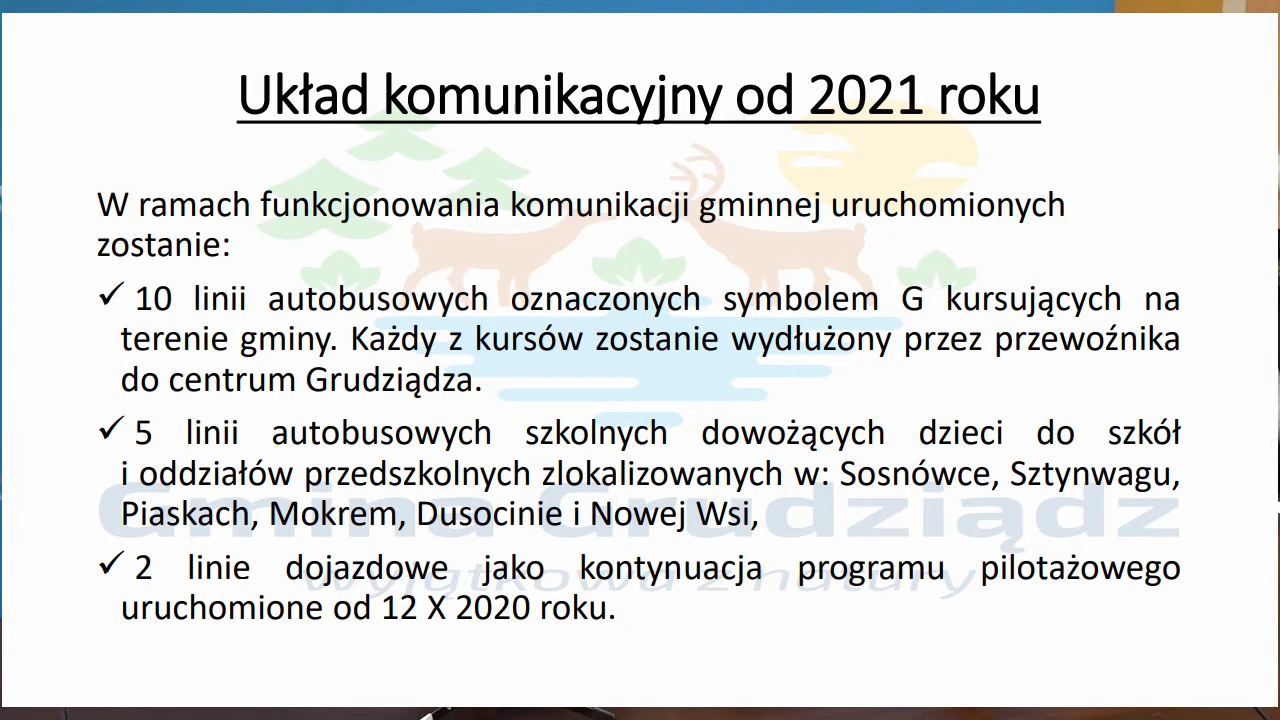 Układ komunikacyjny od 2021 roku
W ramach funkcjonowania komunikacji gminnej uruchomionych
zostanie:
✓ 10 linii autobusowych oznaczonych symbolem G kursujących na
terenie gminy. Każdy z kursów zostanie wydłużony przez przewoźnika
do centrum Grudziądza.
✓ 5 linii autobusowych szkolnych dowożących dzieci do szkół
i oddziałów przedszkolnych zlokalizowanych w: Sosnówce, Sztynwagu,
Piaskach, Mokrem, Dusocinie i Nowej Wsi,
Gmina Grudziądz
✓ 2 linie dojazdowe jako kontynuacja programu pilotażowego
wyjątkowa z natury
uruchomione od 12 X 2020 roku.